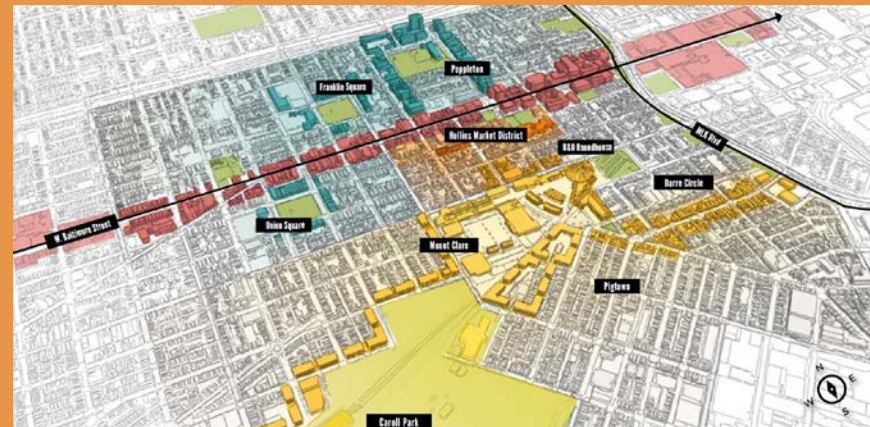 Poppleton
Franklin Square
Hollins Market District
B&O Roundhouse
MLK Blvd
Barre Circle
W. Baltimore Street
Union Square
Mount Clare
Pigtown
Caroll Park
N
E
W
S